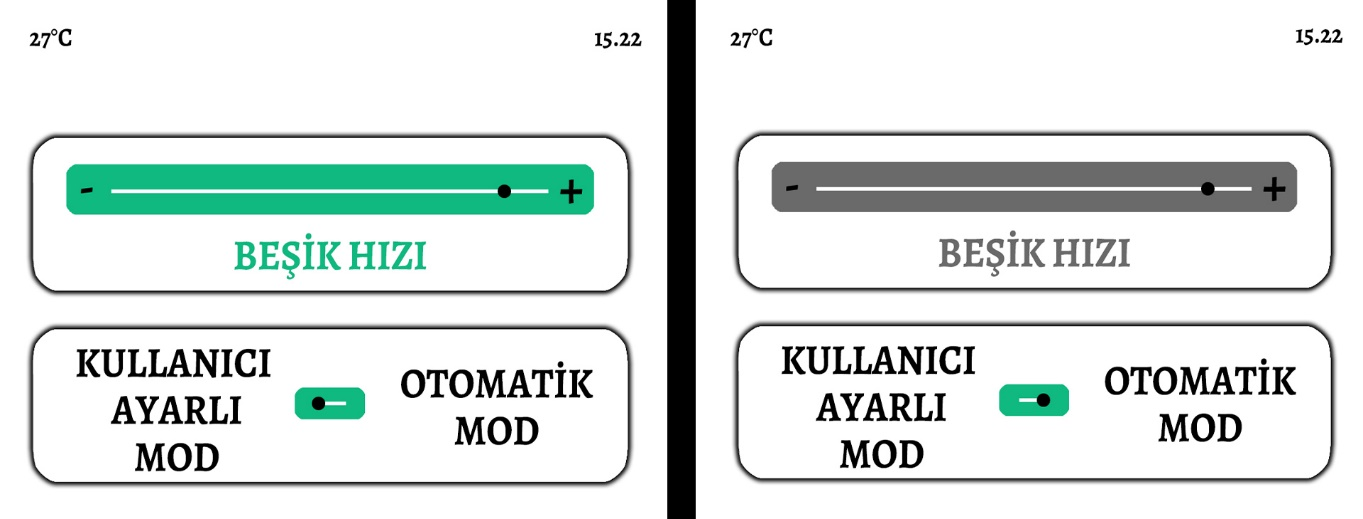 27°C 15.22
- +
BEŞİK HIZI
KULLANICI
AYARLI
MOD
OTOMATİK
MOD
27°C 15.22
- +
BEŞİK HIZI
KULLANICI
AYARLI
MOD
OTOMATİK
MOD